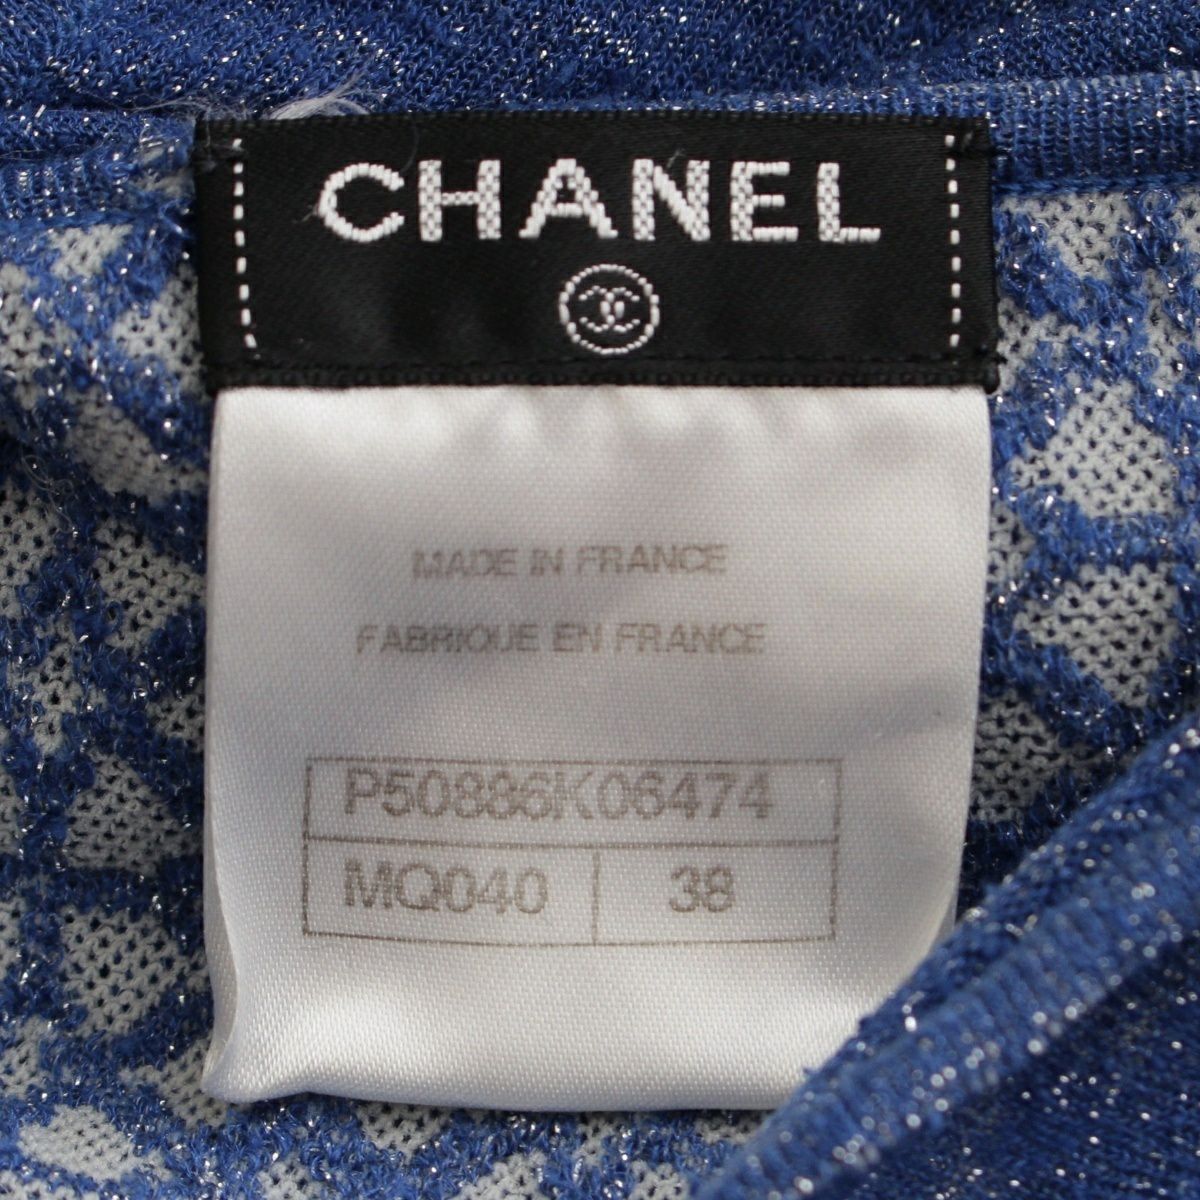 CHANEL
MADE IN FRANCE
FABRIQUE EN FRANCE
P50886K06474
MQ040 38